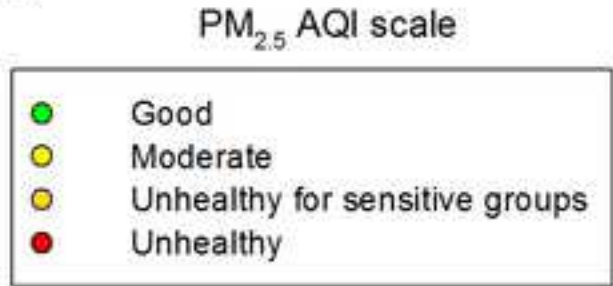 PM2.5 AQI scale
Good
Moderate
Unhealthy for sensitive groups
Unhealthy